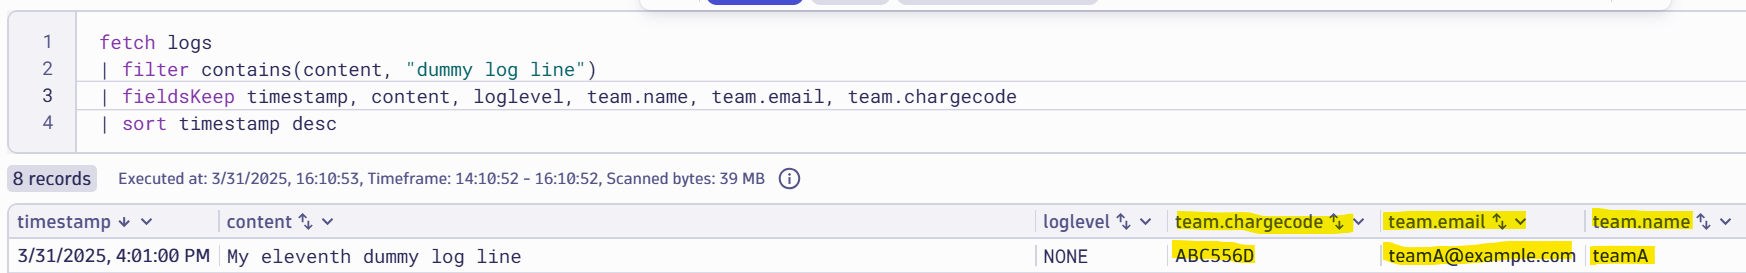 1 fetch logs
2 | filter contains(content, "dummy log line")
3 | fieldsKeep timestamp, content, loglevel, team.name, team.email, team.chargecode
4 | sort timestamp desc
8 records Executed at: 3/31/2025, 16:10:53, Timeframe: 14:10:52 - 16:10:52, Scanned bytes: 39 MB
timestamp content loglevel team.chargecode team.email team.name
3/31/2025, 4:01:00 PM My eleventh dummy log line NONE ABC556D teamA@example.com teamA